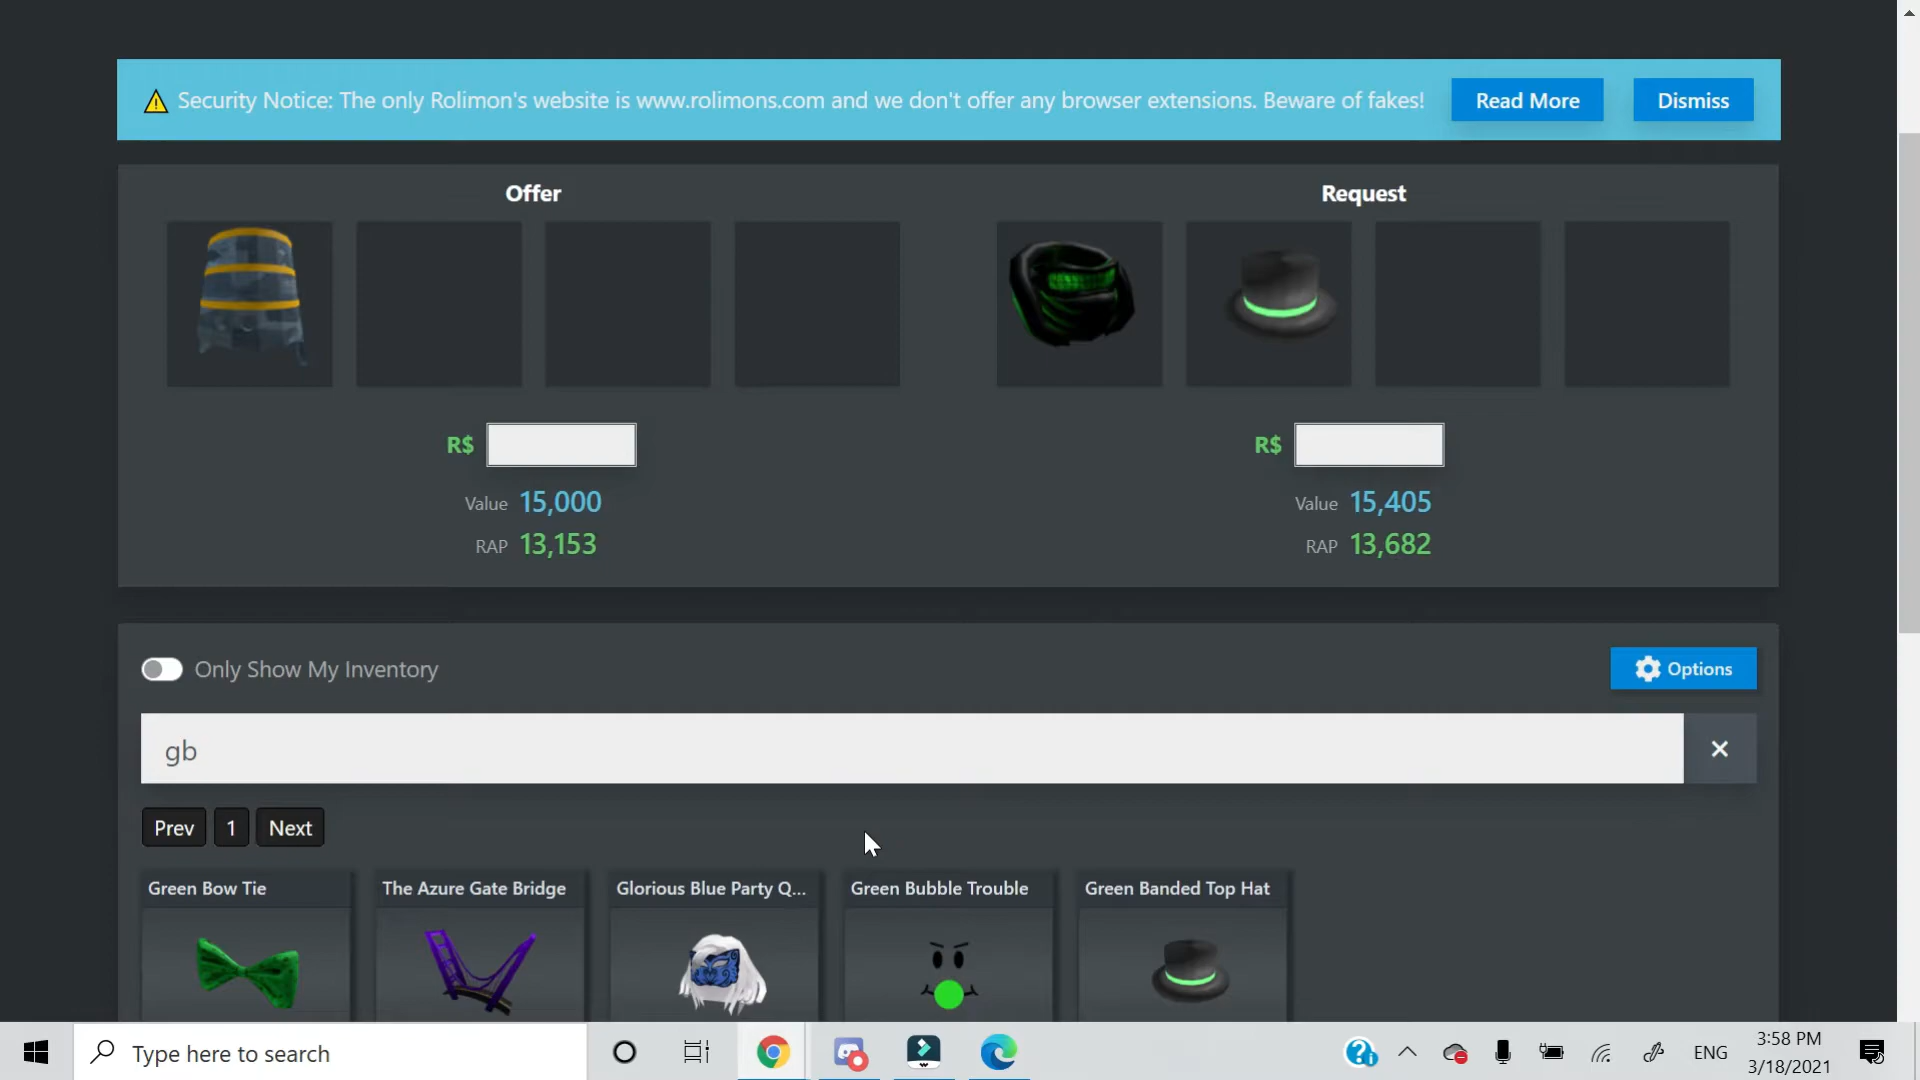 Security Notice: The only Rolimon's website is www.rolimons.com and we don't offer any browser extensions. Beware of fakes!
Read More
Dismiss
Offer
Request
R$
R$
Value 15,000
Value 15,405
RAP 13,153
RAP 13,682
Only Show My Inventory
Options
gb
Prev 1 Next
Green Bow Tie
The Azure Gate Bridge
Glorious Blue Party Q...
Green Bubble Trouble
Green Banded Top Hat
Type here to search
ENG
3:58 PM
3/18/2021